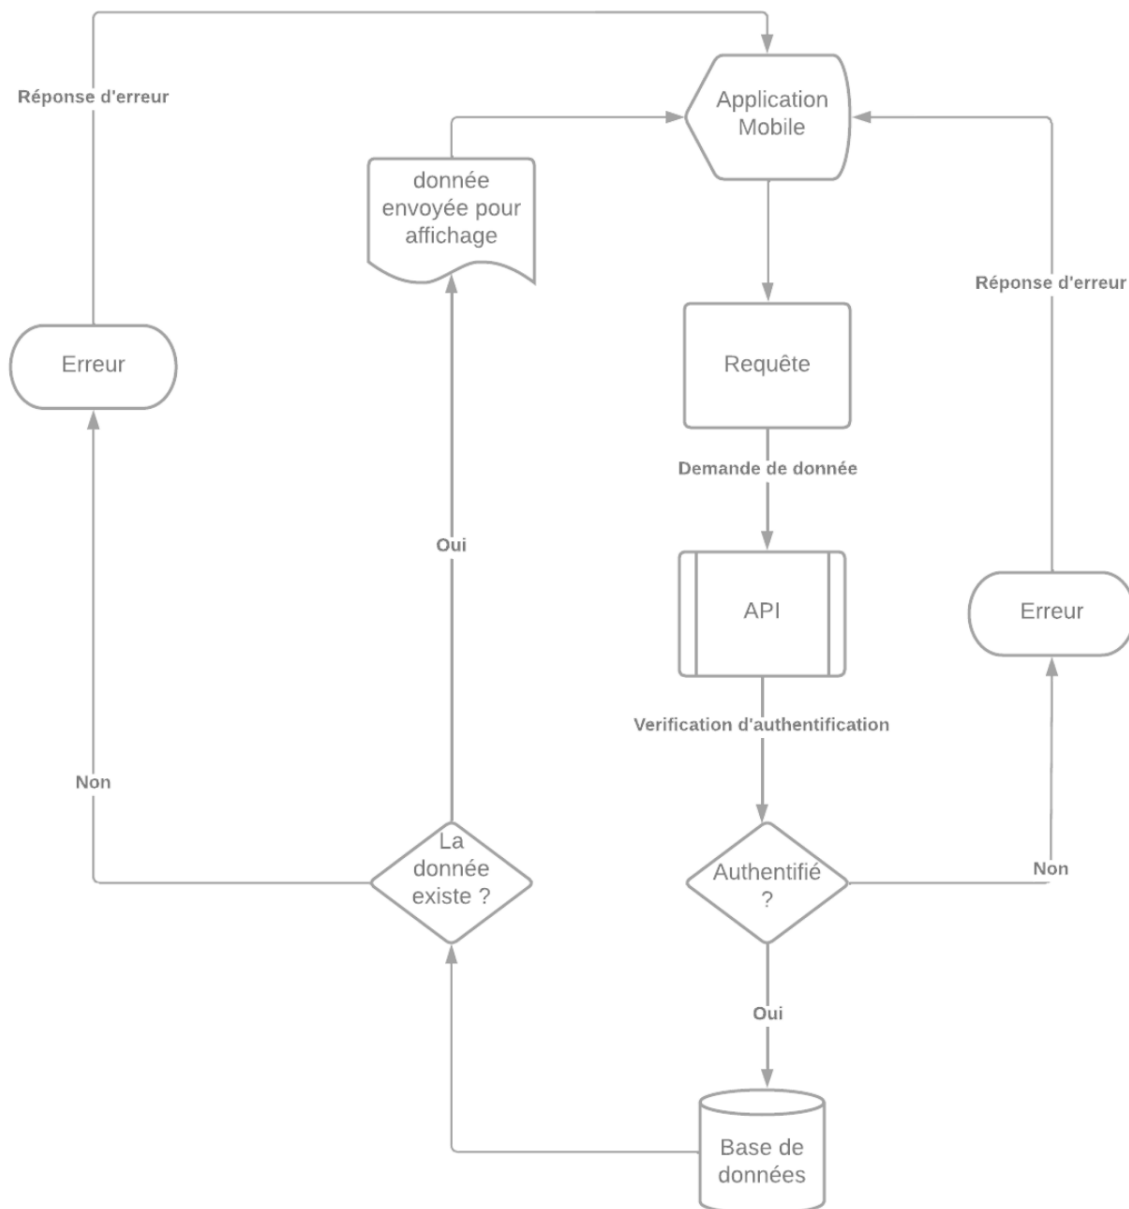 Réponse d'erreur
Application
Mobile
donnée
envoyée pour
affichage
Réponse d'erreur
Erreur
Requête
Demande de donnée
Oui
API
Erreur
Verification d'authentification
Non
La
donnée
existe ?
Authentifié
?
Non
Oui
Base de
données